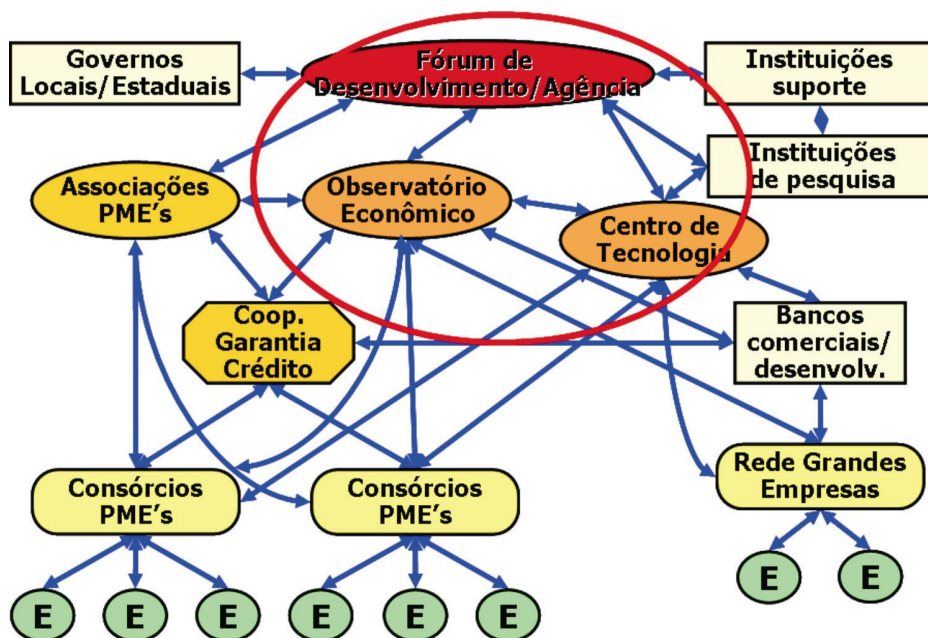 Governos
Locais/Estaduais
Fórum de
Desenvolvimento/Agência
Instituições
suporte
Instituições
de pesquisa
Associações
PME's
Observatório
Econômico
Centro de
Tecnologia
Coop.
Garantia
Crédito
Bancos
comerciais/
desenvolv.
Consórcios
PME's
Consórcios
PME's
Rede Grandes
Empresas
E
E
E
E
E
E
E
E